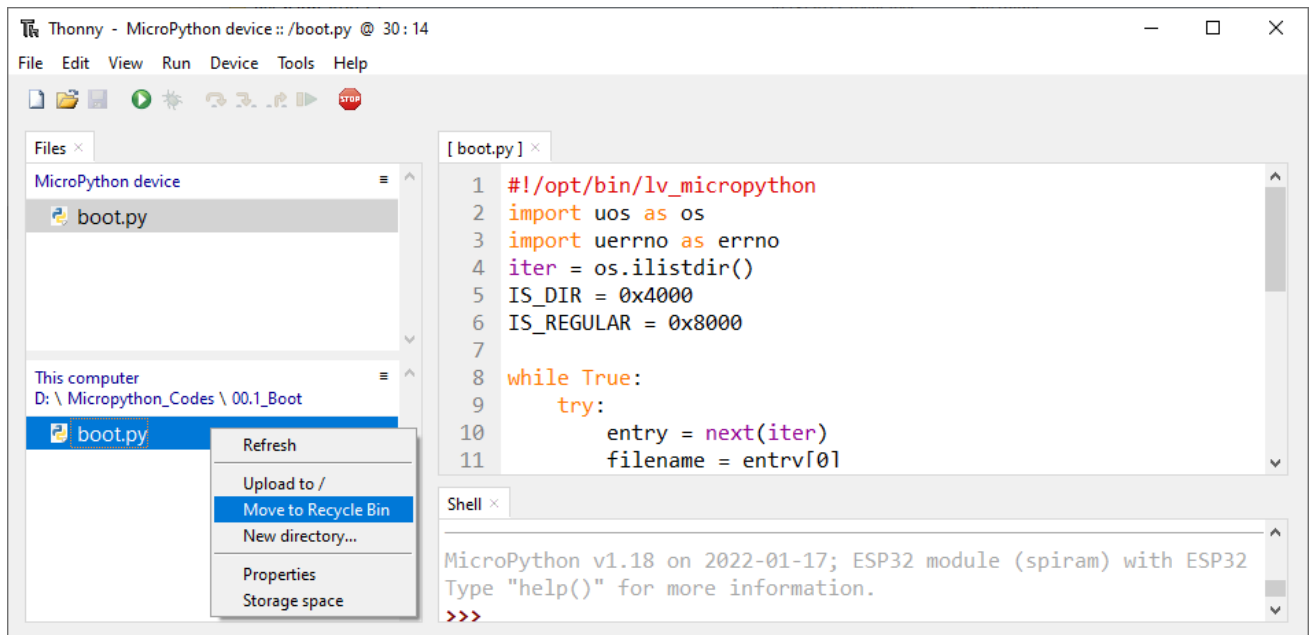 Thonny - MicroPython device :: /boot.py @ 30 : 14
File Edit View Run Device Tools Help
STOP
Files
MicroPython device
boot.py
This computer
D: \ Micropython_Codes \ 00.1_Boot
boot.py
Refresh
Upload to /
Move to Recycle Bin
New directory...
Properties
Storage space
[ boot.py ]
1 #!/opt/bin/lv_micropython
2 import uos as os
3 import uerrno as errno
4 iter = os.ilistdir()
5 IS_DIR = 0x4000
6 IS_REGULAR = 0x8000
7
8 while True:
9 try:
10 entry = next(iter)
11 filename = entry[0]
Shell
MicroPython v1.18 on 2022-01-17; ESP32 module (spiram) with ESP32
Type "help()" for more information.
>>>